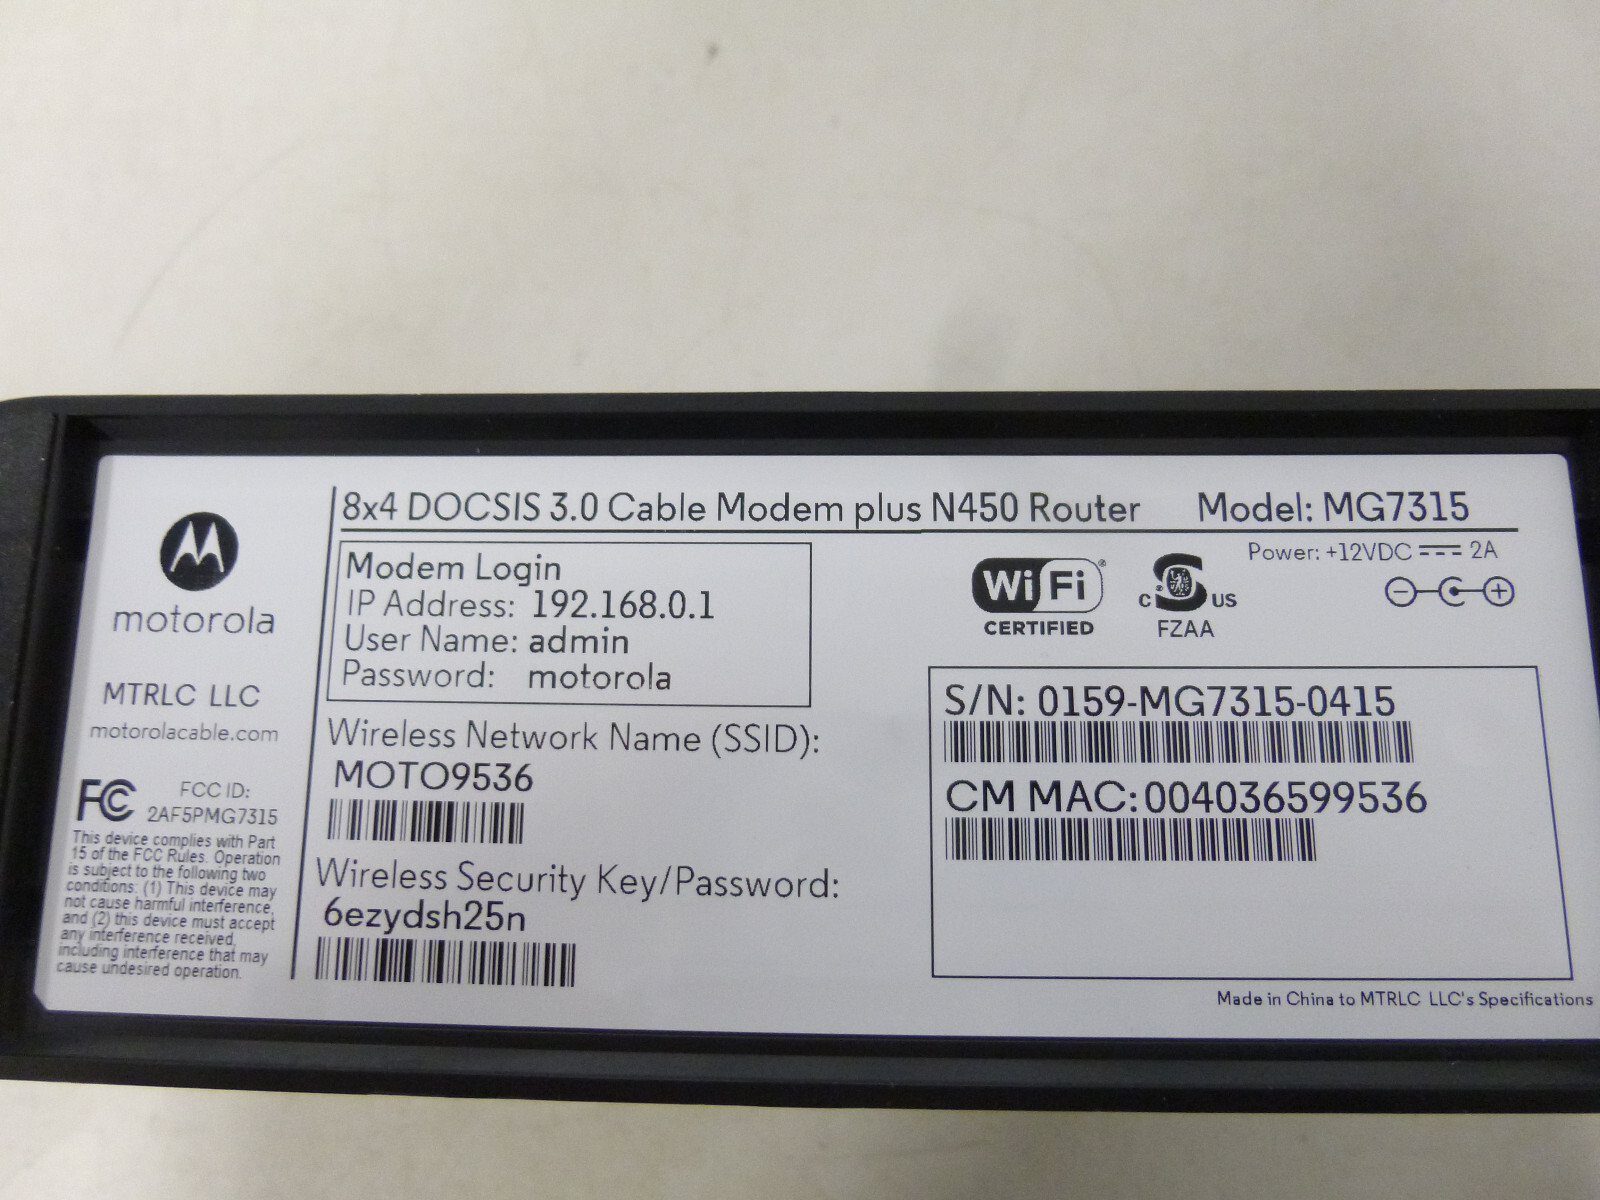 8x4 DOCSIS 3.0 Cable Modem plus N450 Router Model: MG7315
motorola
MTRLC LLC
motorolacable.com
FC FCC ID:
2AF5PMG7315
This device complies with Part
15 of the FCC Rules. Operation
is subject to the following two
conditions: (1) This device may
not cause harmful interference,
and (2) this device must accept
any interference received,
including interference that may
cause undesired operation.
Modem Login
IP Address: 192.168.0.1
User Name: admin
Password: motorola
Wireless Network Name (SSID):
MOTO9536
Wireless Security Key/Password:
6ezydsh25n
Wi Fi®
CERTIFIED
C US
FZAA
Power: +12VDC 2A
S/N: 0159-MG7315-0415
CM MAC: 004036599536
Made in China to MTRLC LLC's Specifications